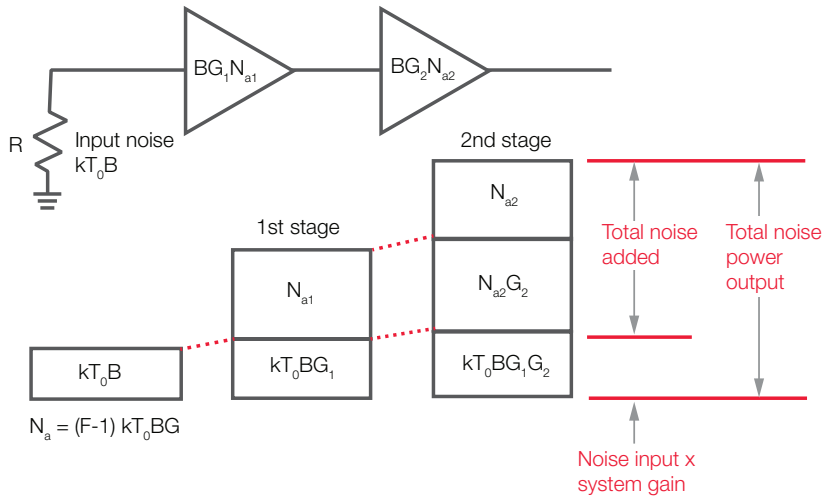 BG₁Nₐ₁
BG₂Nₐ₂
R
Input noise
kT₀B
2nd stage
Nₐ₂
1st stage
Total noise
added
Total noise
power
output
Nₐ₁
Nₐ₂G₂
kT₀B
kT₀BG₁
kT₀BG₁G₂
Nₐ = (F-1) kT₀BG
Noise input x
system gain